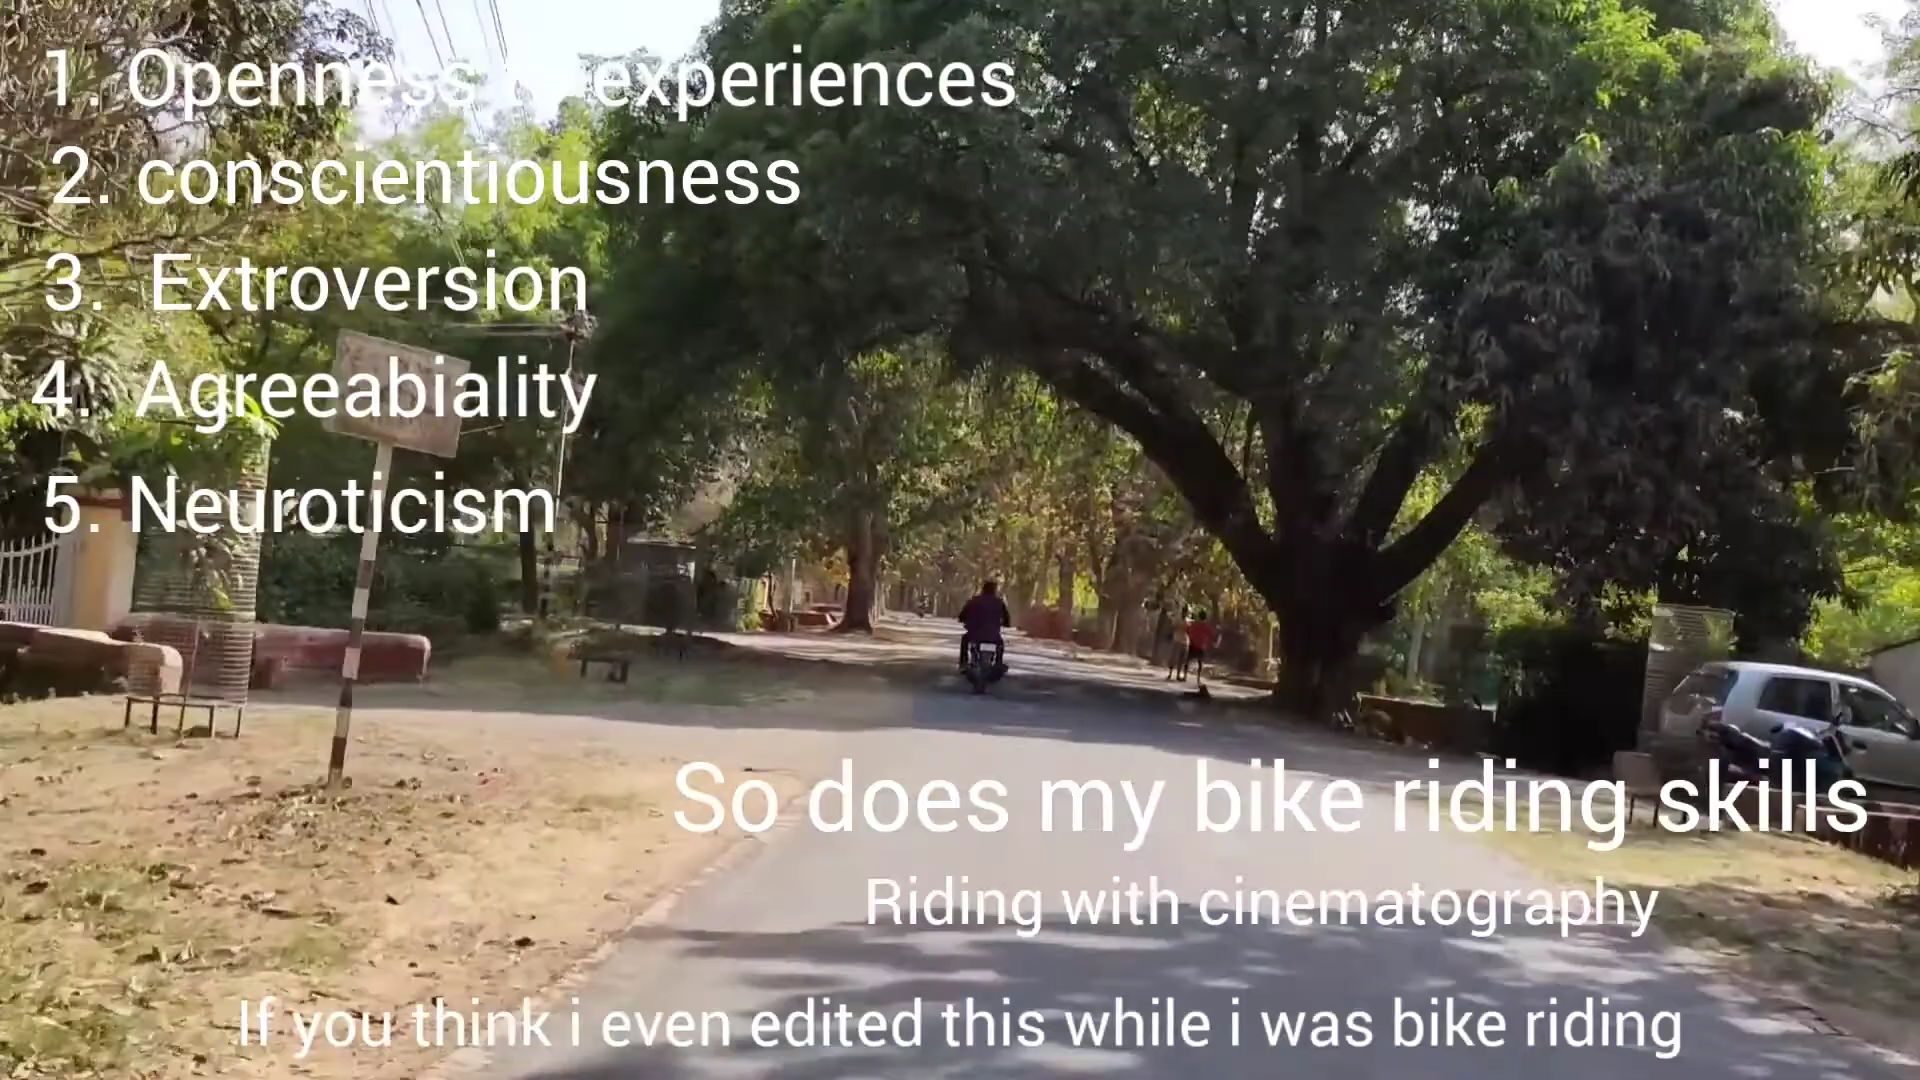 1. Openness to experiences
2. conscientiousness
3. Extroversion
4. Agreeabiality
5. Neuroticism
So does my bike riding skills
Riding with cinematography
If you think i even edited this while i was bike riding